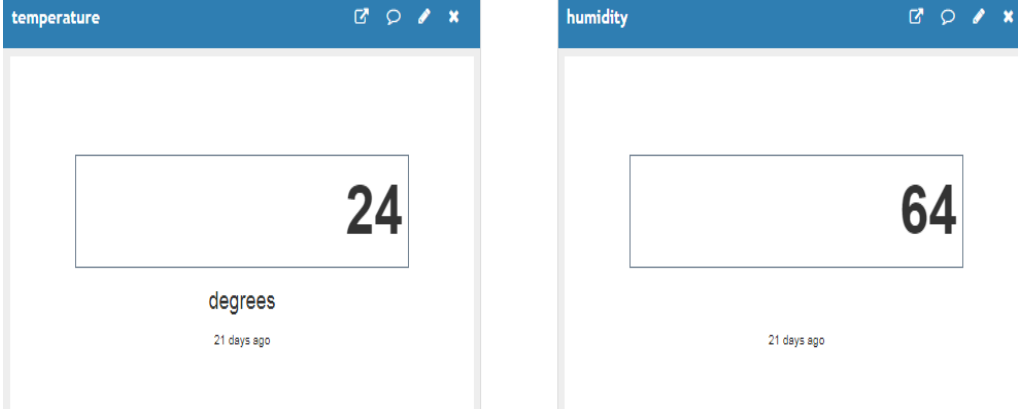 temperature
24
degrees
21 days ago
humidity
64
21 days ago